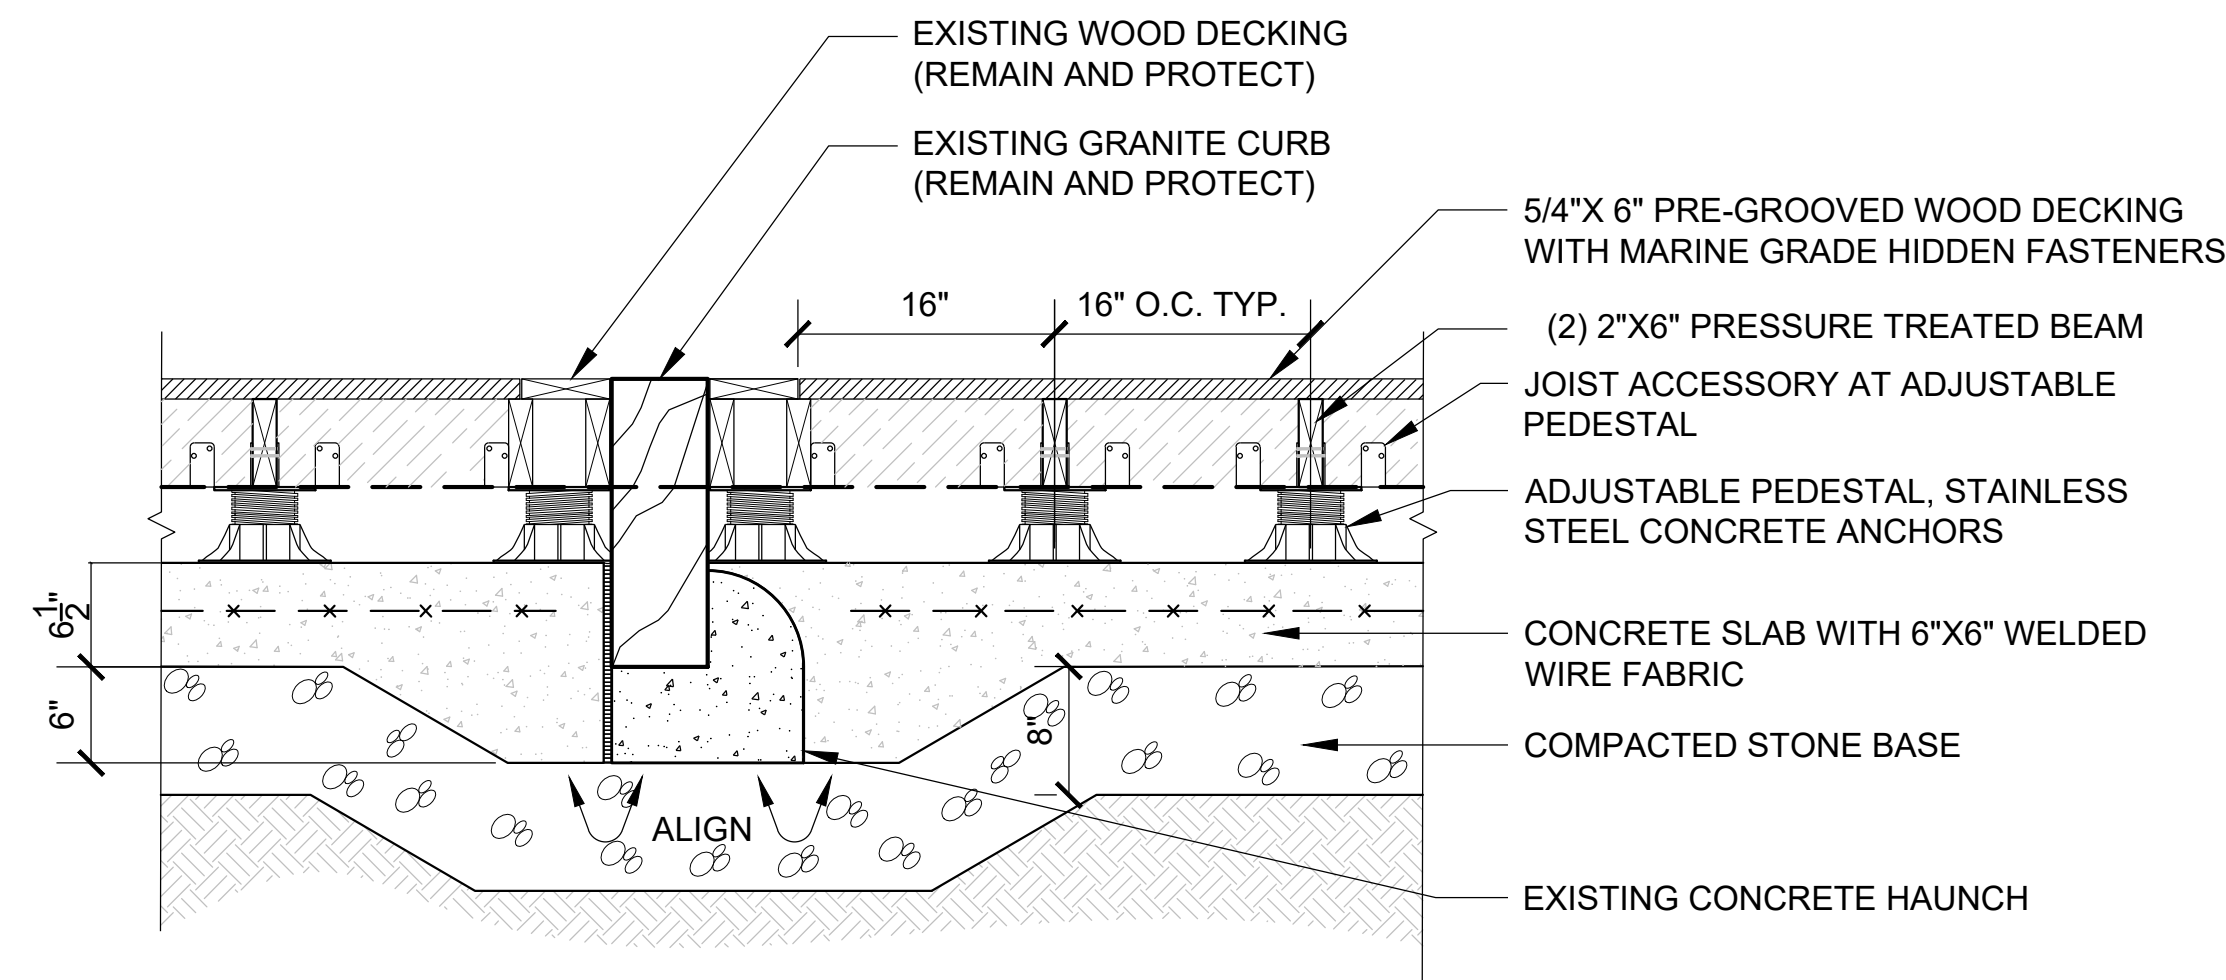 EXISTING WOOD DECKING
(REMAIN AND PROTECT)
EXISTING GRANITE CURB
(REMAIN AND PROTECT)
5/4"X 6" PRE-GROOVED WOOD DECKING
WITH MARINE GRADE HIDDEN FASTENERS
16"
16" O.C. TYP.
(2) 2"X6" PRESSURE TREATED BEAM
JOIST ACCESSORY AT ADJUSTABLE
PEDESTAL
ADJUSTABLE PEDESTAL, STAINLESS
STEEL CONCRETE ANCHORS
6 1/2"
CONCRETE SLAB WITH 6"X6" WELDED
WIRE FABRIC
6"
8"
COMPACTED STONE BASE
ALIGN
EXISTING CONCRETE HAUNCH